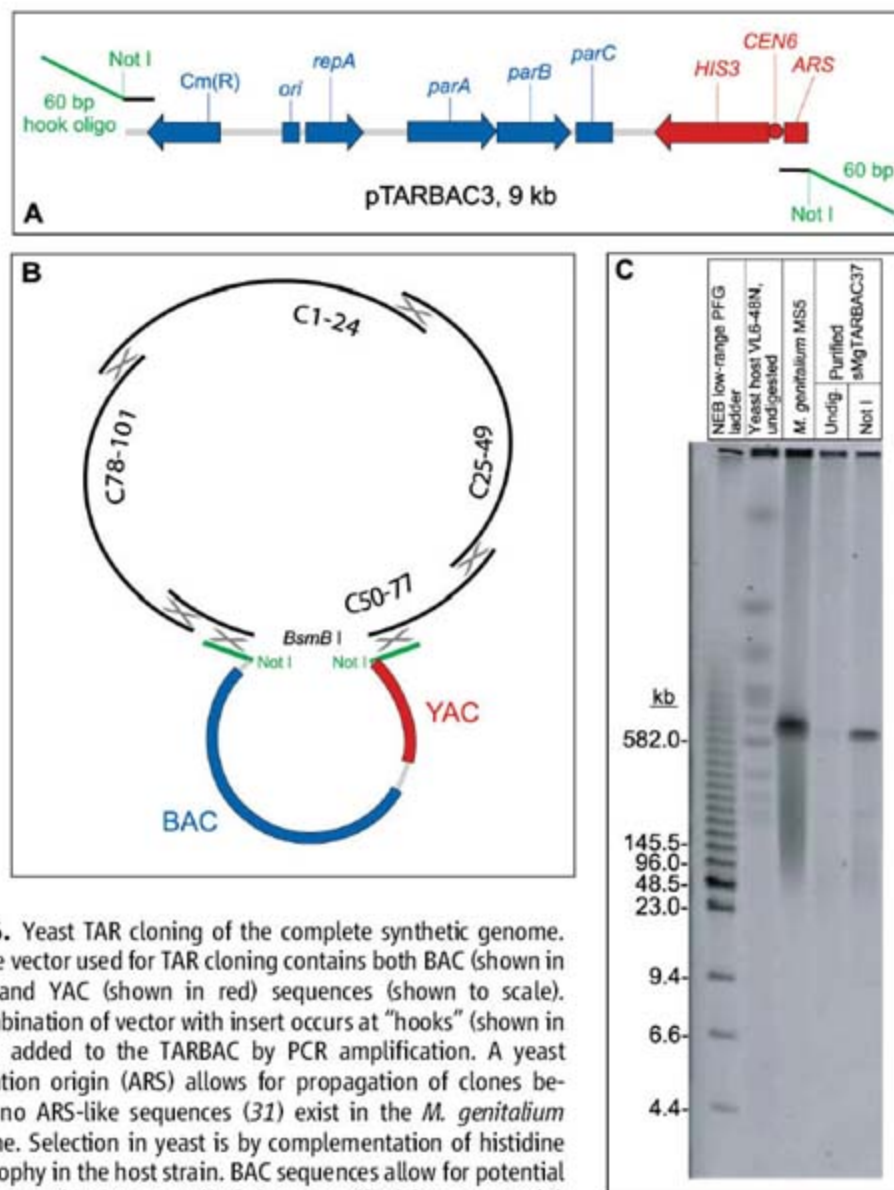 Not I
60 bp
hook oligo
Cm(R)
ori
repA
parA
parB
parC
HIS3
CEN6
ARS
60 bp
Not I
pTARBAC3, 9 kb
A
B
C1-24
C25-49
C50-77
C78-101
BsmB I
Not I
Not I
YAC
BAC
C
NEB low-range PFG
ladder
Yeast host VL6-48N,
undigested
M. genitalium MS5
Purified
sMgTARBAC37
Undig.
Not I
kb
582.0-
145.5-
96.0-
48.5-
23.0-
9.4-
6.6-
4.4-
. Yeast TAR cloning of the complete synthetic genome.
vector used for TAR cloning contains both BAC (shown in
and YAC (shown in red) sequences (shown to scale).
bination of vector with insert occurs at “hooks” (shown in
added to the TARBAC by PCR amplification. A yeast
ation origin (ARS) allows for propagation of clones be-
no ARS-like sequences (31) exist in the M. genitalium
ne. Selection in yeast is by complementation of histidine
ophy in the host strain. BAC sequences allow for potential